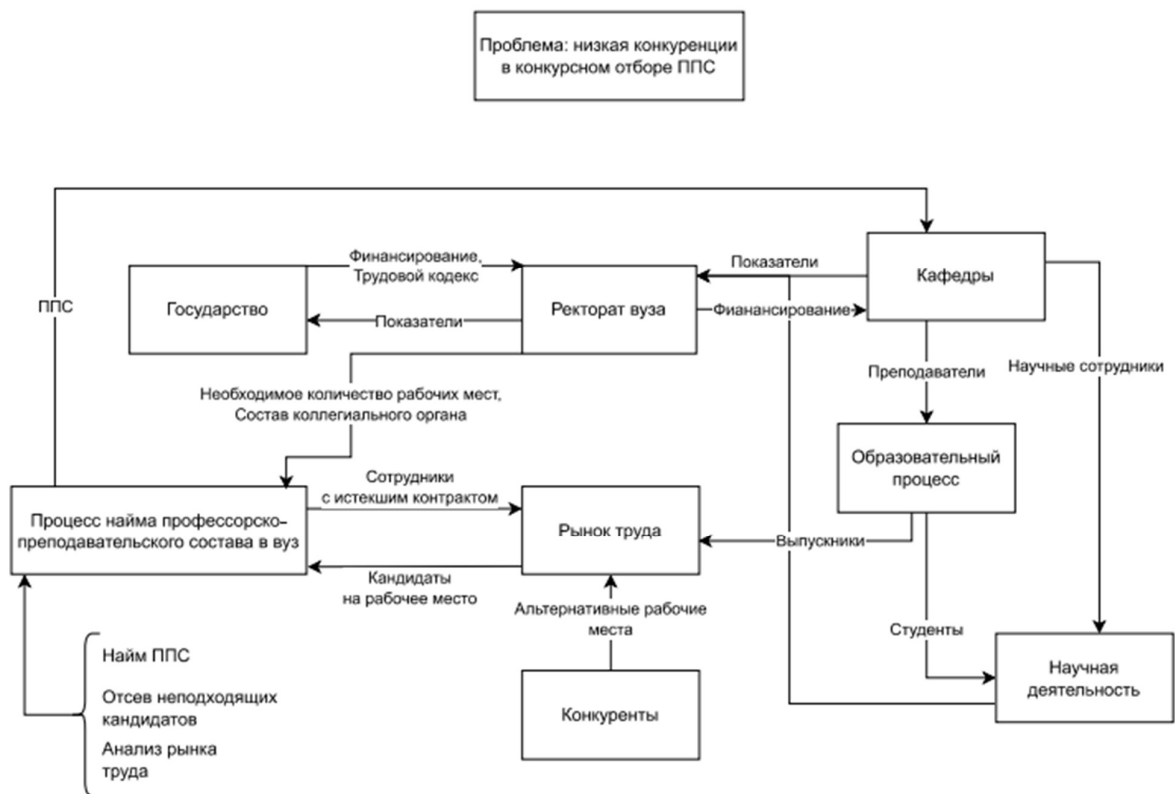 Проблема: низкая конкуренции
в конкурсном отборе ППС
ППС
Финансирование,
Трудовой кодекс
Государство
Показатели
Ректорат вуза
Показатели
Фианансирование
Кафедры
Преподаватели
Научные сотрудники
Необходимое количество рабочих мест,
Состав коллегиального органа
Образовательный
процесс
Процесс найма профессорско-
преподавательского состава в вуз
Сотрудники
с истекшим контрактом
Рынок труда
Выпускники
Кандидаты
на рабочее место
Альтернативные рабочие
места
Студенты
Научная
деятельность
Конкуренты
Найм ППС
Отсев неподходящих
кандидатов
Анализ рынка
труда